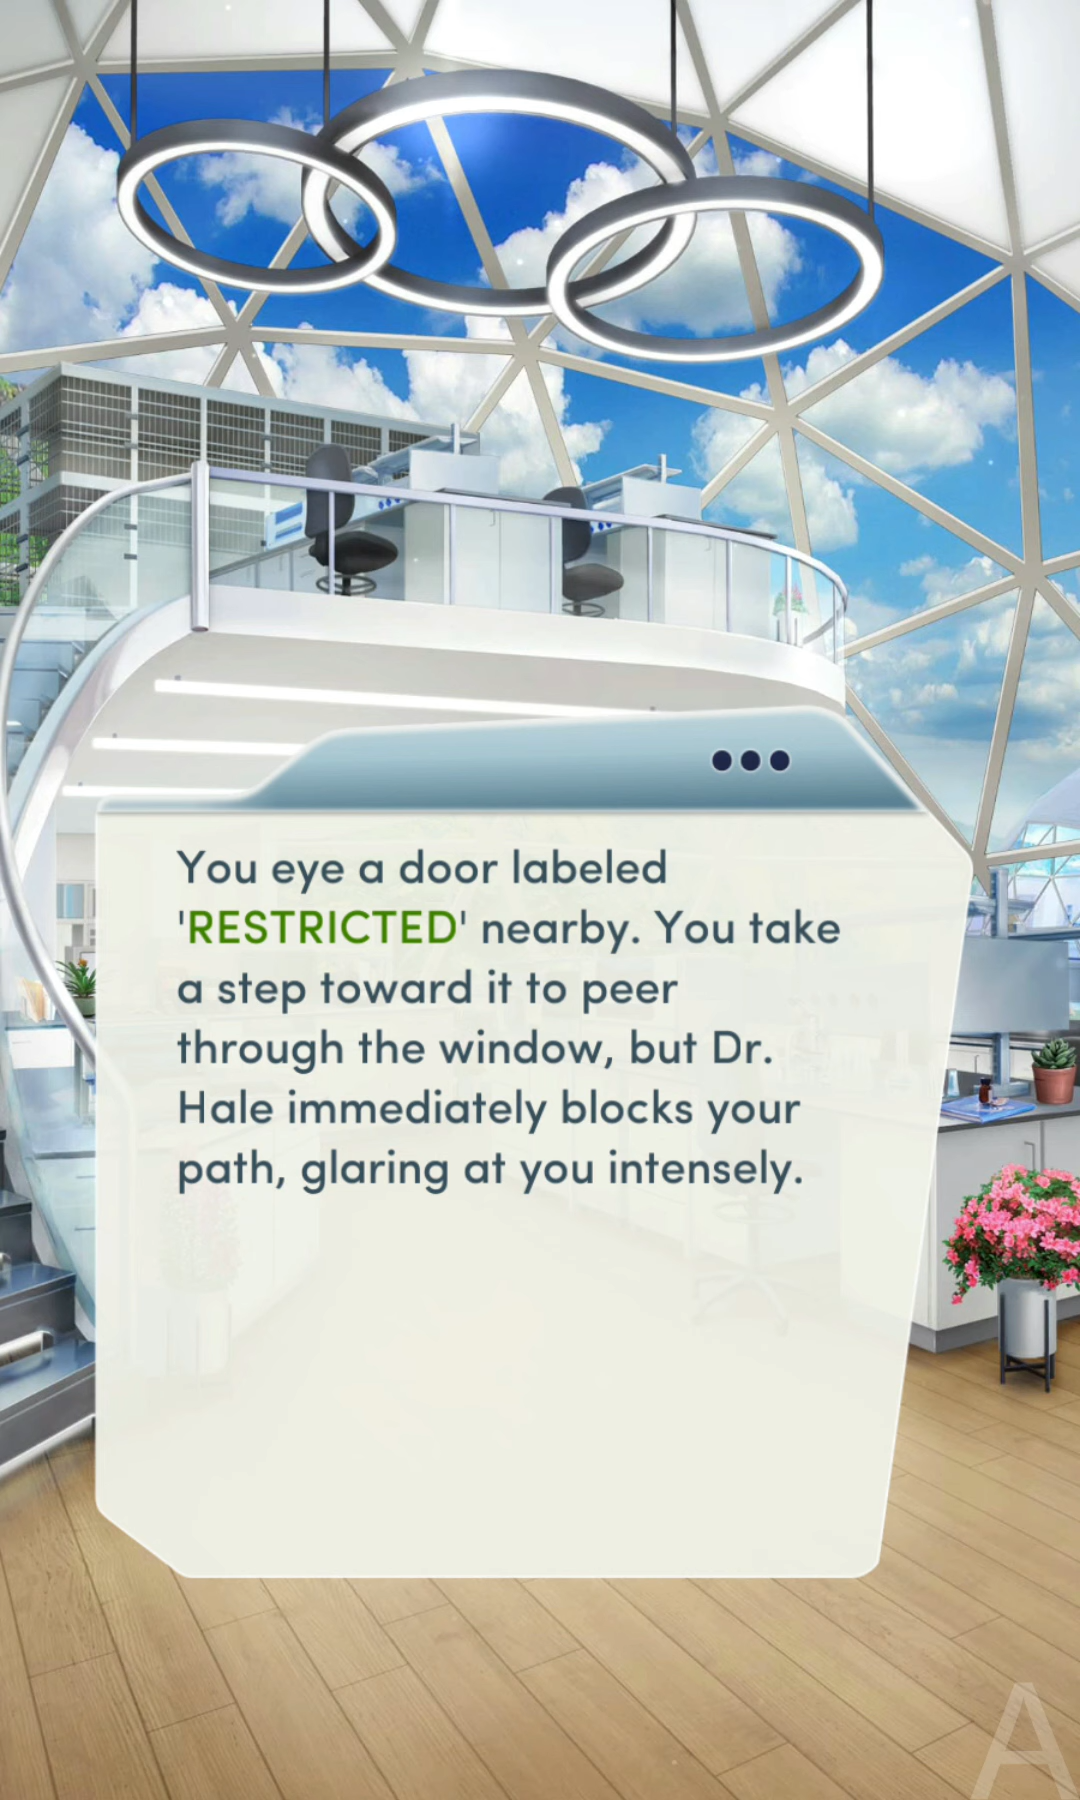 You eye a door labeled
'RESTRICTED' nearby. You take
a step toward it to peer
through the window, but Dr.
Hale immediately blocks your
path, glaring at you intensely.
A